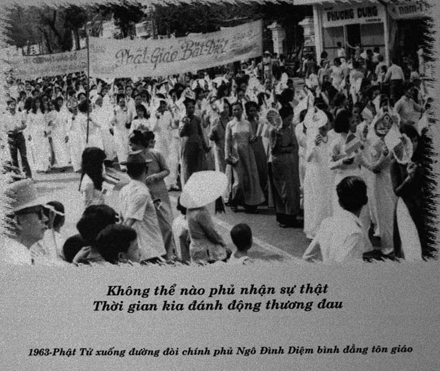 PHƯƠNG DUNG
Phật-Giáo Bất Diệt
Không thể nào phủ nhận sự thật
Thời gian kia đánh động thương đau
1963-Phật Tử xuống đường đòi chính phủ Ngô Đình Diệm bình đẳng tôn giáo